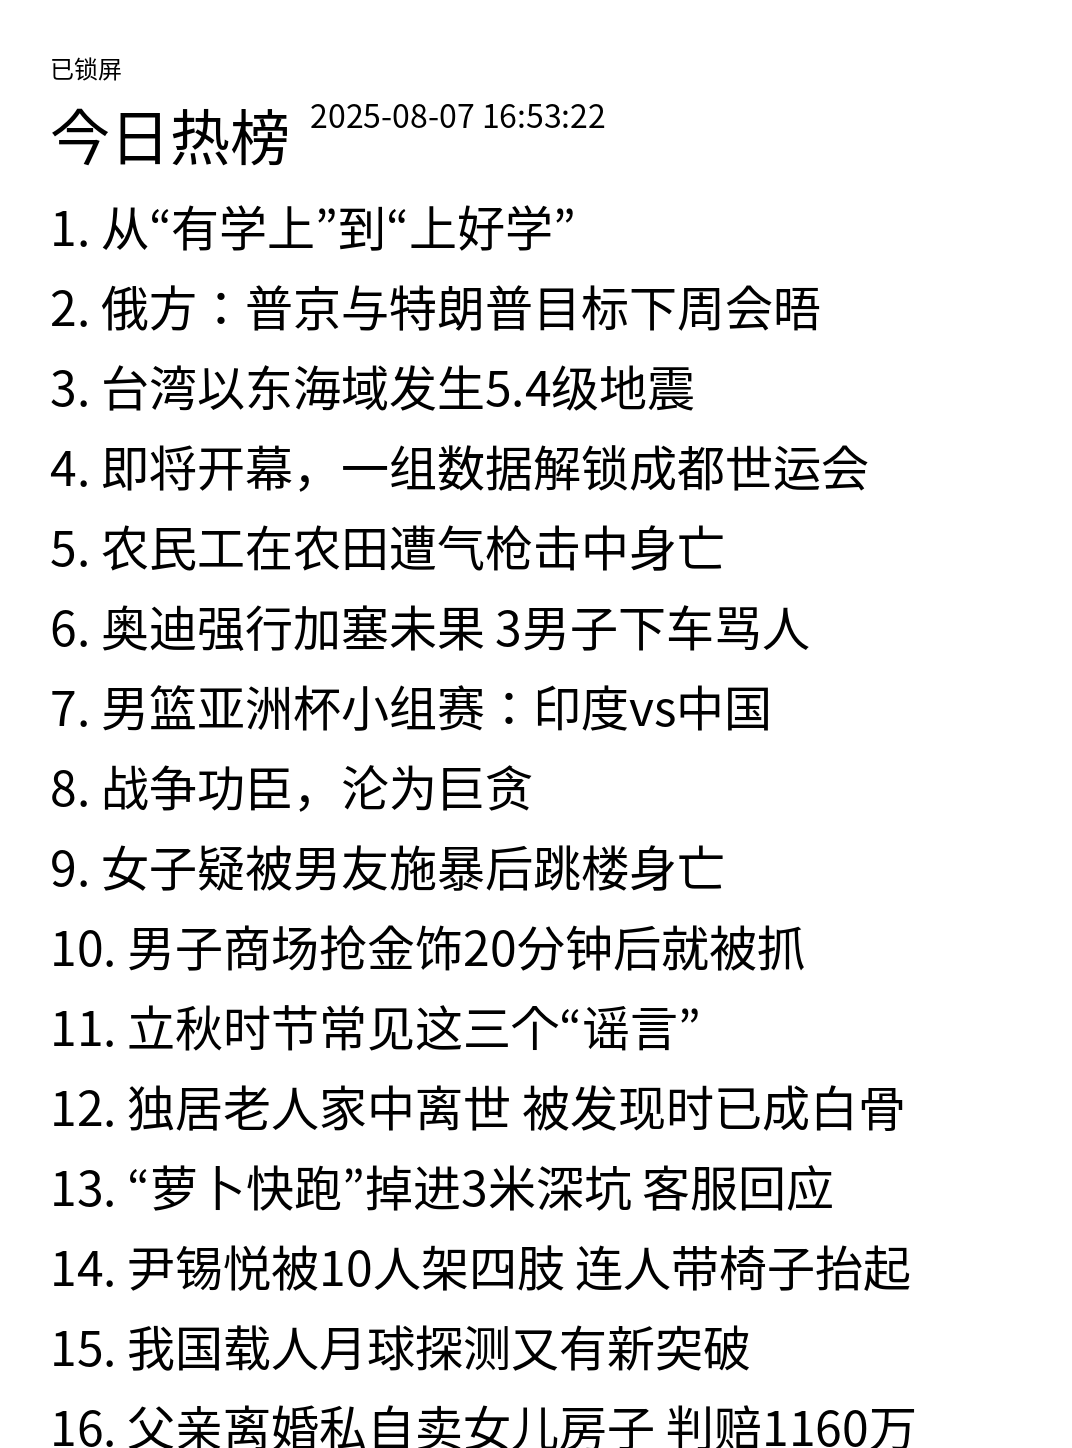 已锁屏
今日热榜 2025-08-07 16:53:22
1. 从“有学上”到“上好学”
2. 俄方：普京与特朗普目标下周会晤
3. 台湾以东海域发生5.4级地震
4. 即将开幕，一组数据解锁成都世运会
5. 农民工在农田遭气枪击中身亡
6. 奥迪强行加塞未果 3男子下车骂人
7. 男篮亚洲杯小组赛：印度vs中国
8. 战争功臣，沦为巨贪
9. 女子疑被男友施暴后跳楼身亡
10. 男子商场抢金饰20分钟后就被抓
11. 立秋时节常见这三个“谣言”
12. 独居老人家中离世 被发现时已成白骨
13. “萝卜快跑”掉进3米深坑 客服回应
14. 尹锡悦被10人架四肢 连人带椅子抬起
15. 我国载人月球探测又有新突破
16. 父亲离婚私自卖女儿房子 判赔1160万